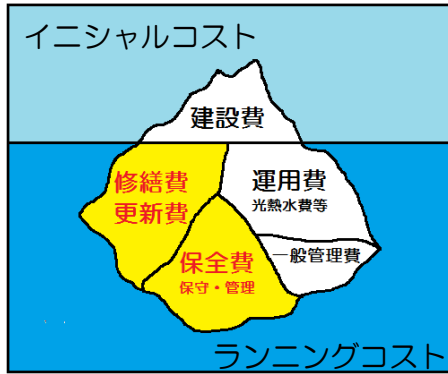 イニシャルコスト
建設費
修繕費
更新費
運用費
光熱水費等
保全費
保守・管理
一般管理費
ランニングコスト